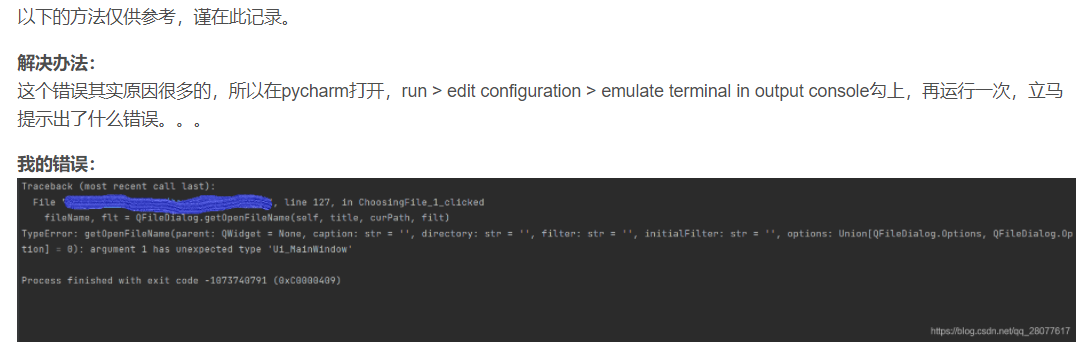 以下的方法仅供参考，谨在此记录。
解决办法：
这个错误其实原因很多的，所以在pycharm打开，run > edit configuration > emulate terminal in output console勾上，再运行一次，立马
提示出了什么错误。。。
我的错误：
Traceback (most recent call last):
File ", line 127, in ChoosingFile_1_clicked
fileName, flt = QFileDialog.getOpenFileName(self, title, curPath, filt)
TypeError: getOpenFileName(parent: QWidget = None, caption: str = '', directory: str = '', filter: str = '', initialFilter: str = '', options: Union[QFileDialog.Options, QFileDialog.Op
tion] = 0): argument 1 has unexpected type 'Ui_MainWindow'
Process finished with exit code -1073740791 (0xC0000409)
https://blog.csdn.net/qq_28077617